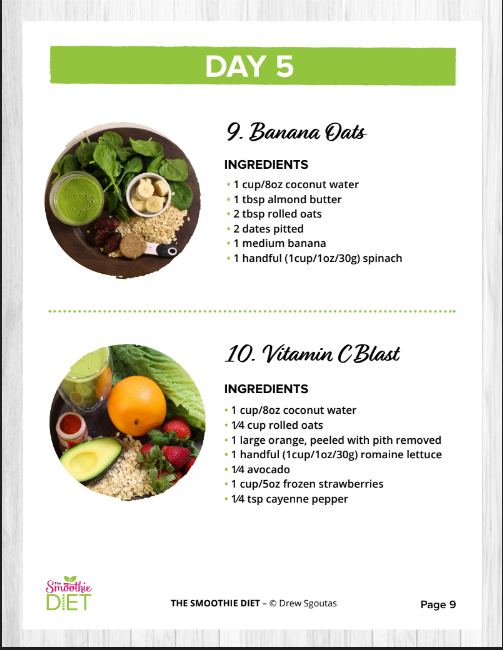 DAY 5
9. Banana Oats
INGREDIENTS
• 1 cup/8oz coconut water
• 1 tbsp almond butter
• 2 tbsp rolled oats
• 2 dates pitted
• 1 medium banana
• 1 handful (1cup/1oz/30g) spinach
10. Vitamin C Blast
INGREDIENTS
• 1 cup/8oz coconut water
• 1/4 cup rolled oats
• 1 large orange, peeled with pith removed
• 1 handful (1cup/1oz/30g) romaine lettuce
• 1/4 avocado
• 1 cup/5oz frozen strawberries
• 1/4 tsp cayenne pepper
The
Smoothie
DIET
THE SMOOTHIE DIET – © Drew Sgoutas
Page 9